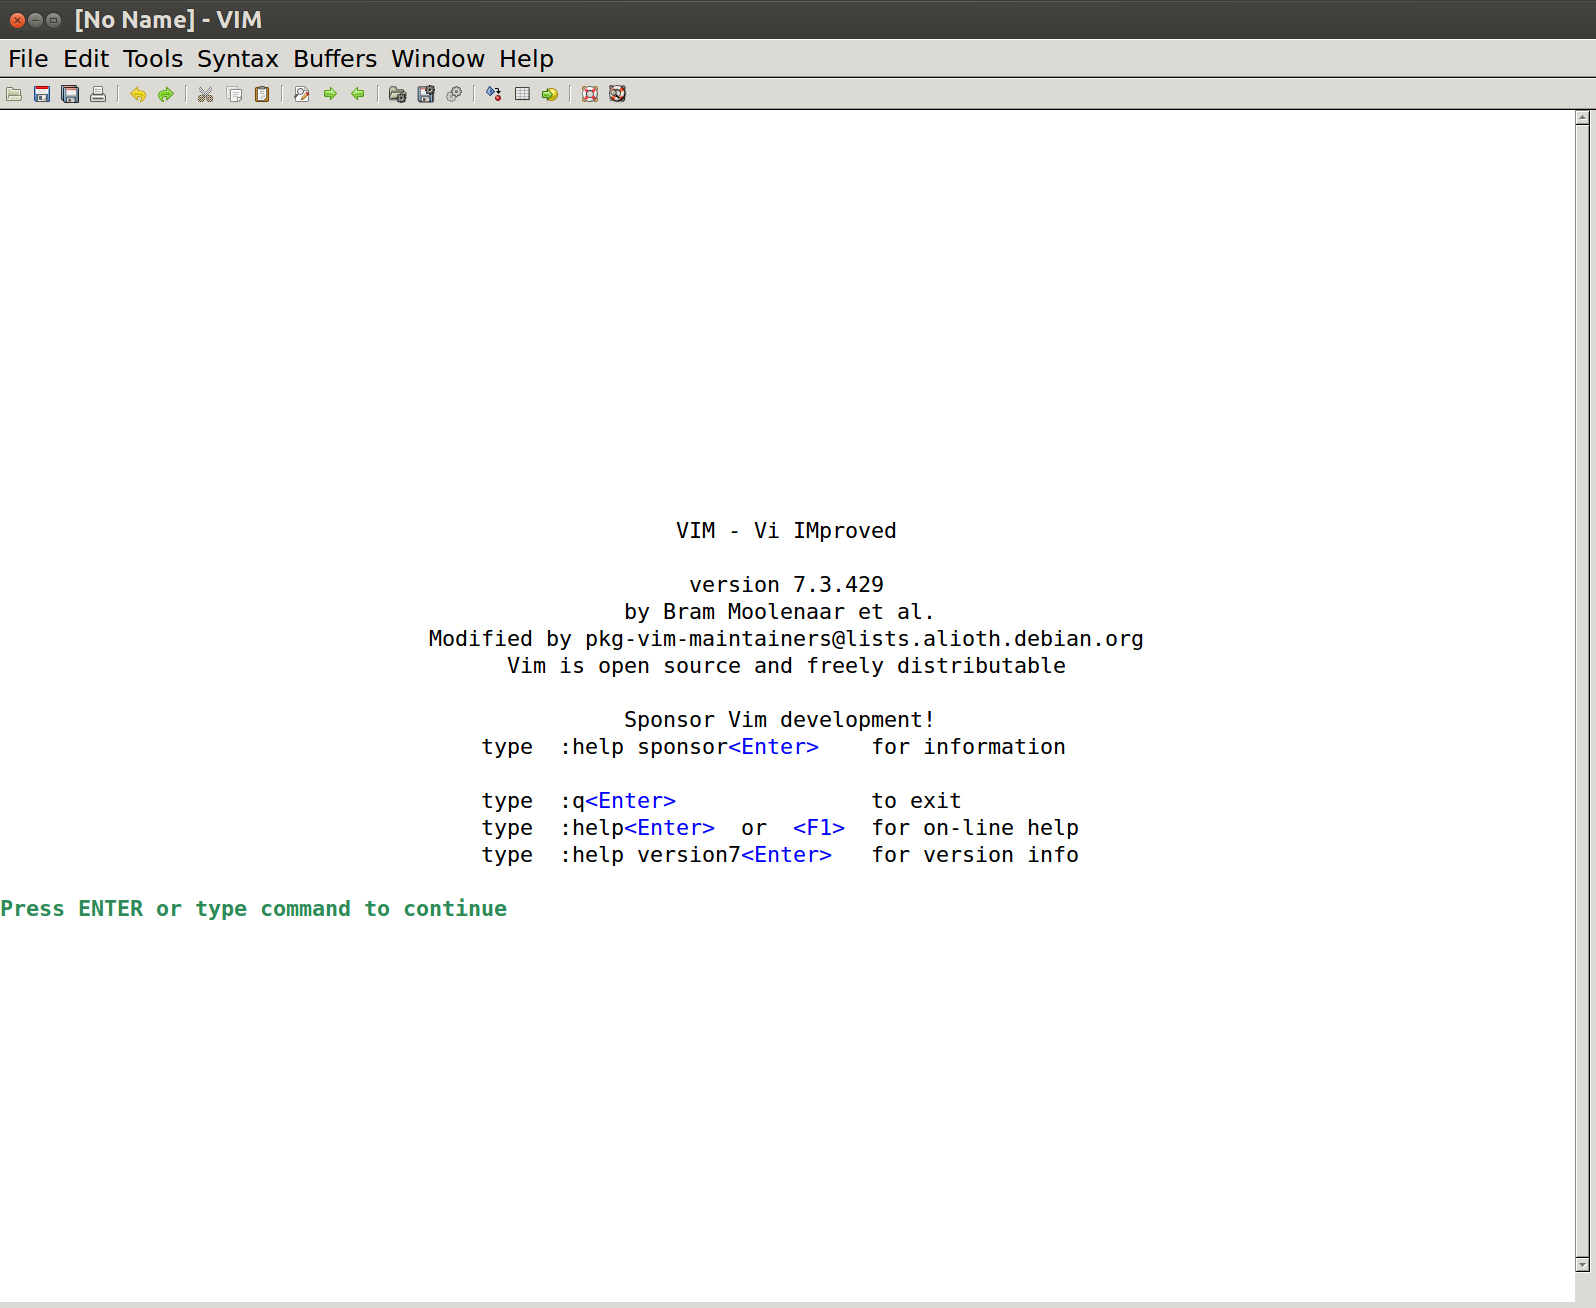 [No Name] - VIM
File Edit Tools Syntax Buffers Window Help
VIM - Vi IMproved
version 7.3.429
by Bram Moolenaar et al.
Modified by pkg-vim-maintainers@lists.alioth.debian.org
Vim is open source and freely distributable
Sponsor Vim development!
type  :help sponsor<Enter>    for information
type  :q<Enter>               to exit
type  :help<Enter>  or  <F1>  for on-line help
type  :help version7<Enter>   for version info
Press ENTER or type command to continue